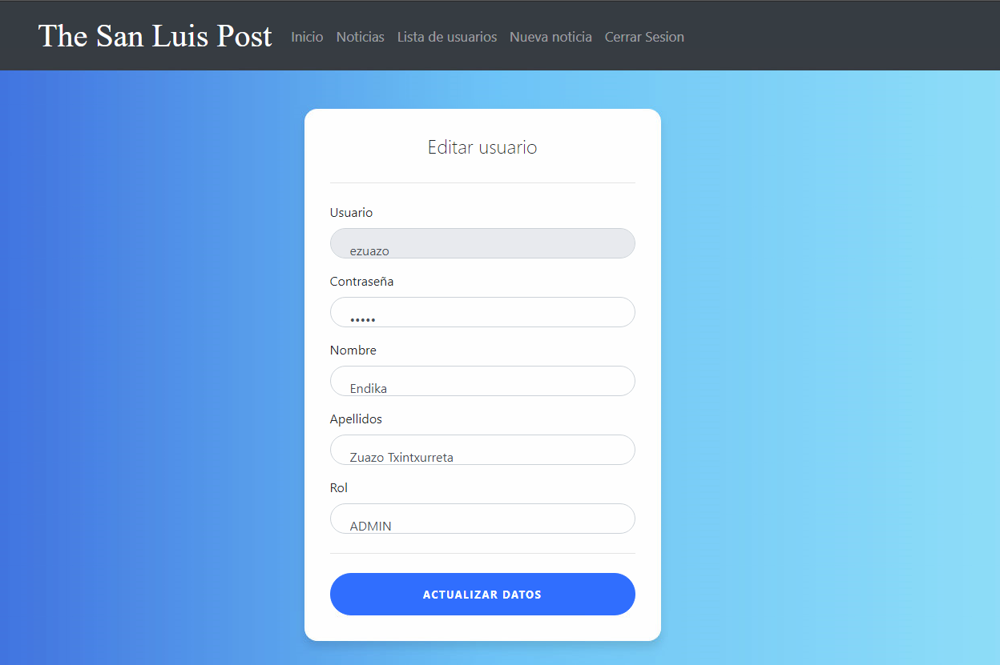 The San Luis Post Inicio Noticias Lista de usuarios Nueva noticia Cerrar Sesion
Editar usuario
Usuario
ezuazo
Contraseña
•••••
Nombre
Endika
Apellidos
Zuazo Txintxurreta
Rol
ADMIN
ACTUALIZAR DATOS